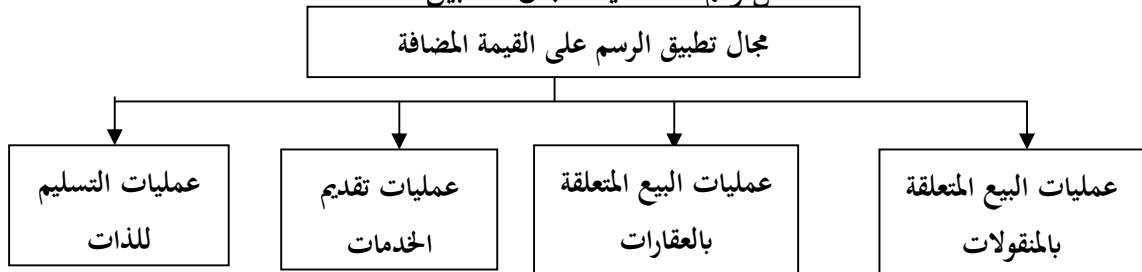 مجال تطبيق الرسم على القيمة المضافة
عمليات البيع المتعلقة
بالمنقولات
عمليات البيع المتعلقة
بالعقارات
عمليات تقديم
الخدمات
عمليات التسليم
للذات